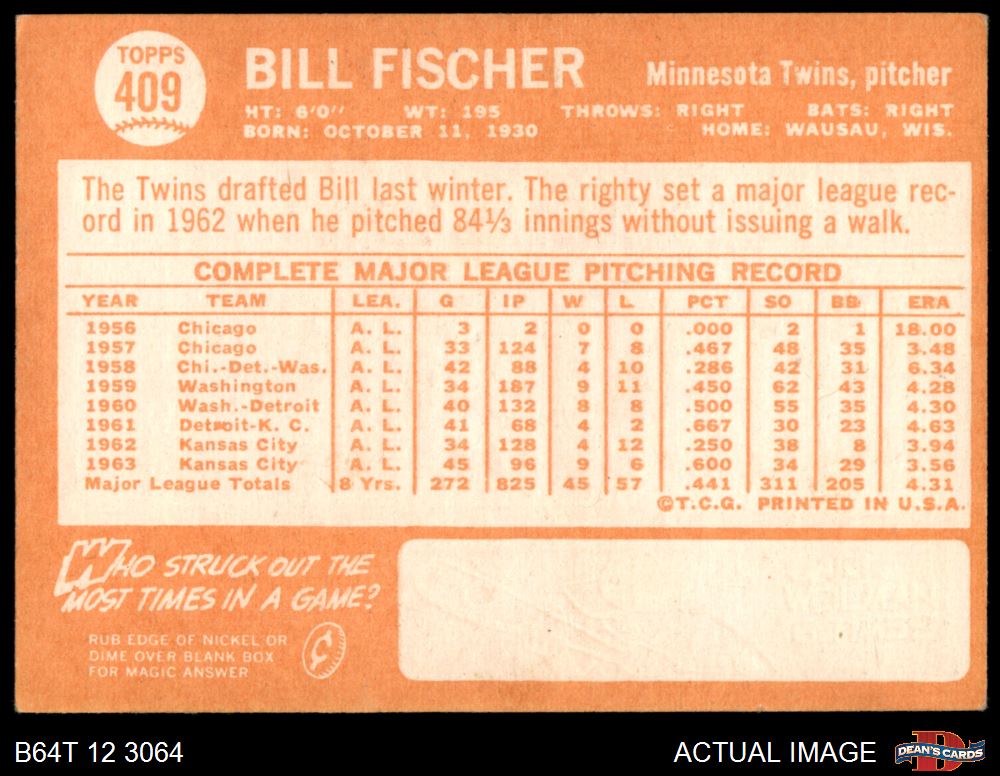 TOPPS
409
BILL FISCHER
Minnesota Twins, pitcher
HT: 6'0" WT: 195 THROWS: RIGHT BATS: RIGHT
BORN: OCTOBER 11, 1930 HOME: WAUSAU, WIS.
The Twins drafted Bill last winter. The righty set a major league rec-
ord in 1962 when he pitched 84⅓ innings without issuing a walk.
COMPLETE MAJOR LEAGUE PITCHING RECORD
YEAR TEAM LEA. G IP W L PCT SO BB ERA
1956 Chicago A. L. 3 2 0 0 .000 2 1 18.00
1957 Chicago A. L. 33 124 7 8 .467 48 35 3.48
1958 Chi.-Det.-Was. A. L. 42 88 4 10 .286 42 31 6.34
1959 Washington A. L. 34 187 9 11 .450 62 43 4.28
1960 Wash.-Detroit A. L. 40 132 8 8 .500 55 35 4.30
1961 Detroit-K. C. A. L. 41 68 4 2 .667 30 23 4.63
1962 Kansas City A. L. 34 128 4 12 .250 38 8 3.94
1963 Kansas City A. L. 45 96 9 6 .600 34 29 3.56
Major League Totals 8 Yrs. 272 825 45 57 .441 311 205 4.31
©T.C.G. PRINTED IN U.S.A.
WHO STRUCK OUT THE
MOST TIMES IN A GAME?
RUB EDGE OF NICKEL OR
DIME OVER BLANK BOX
FOR MAGIC ANSWER
¢
B64T 12 3064
ACTUAL IMAGE
D
DEAN'S CARDS